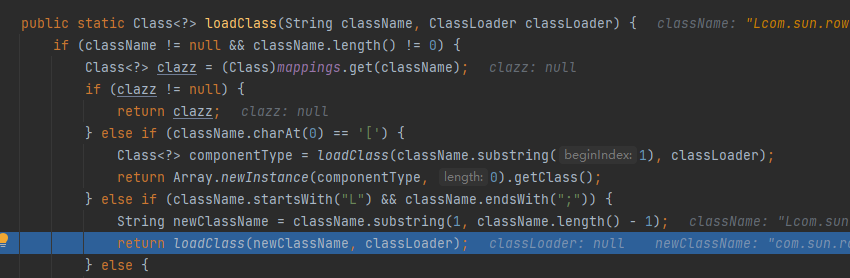 public static Class<?> loadClass(String className, ClassLoader classLoader) { className: "Lcom.sun.row
if (className != null && className.length() != 0) {
Class<?> clazz = (Class)mappings.get(className); clazz: null
if (clazz != null) {
return clazz; clazz: null
} else if (className.charAt(0) == '[') {
Class<?> componentType = loadClass(className.substring( beginIndex: 1), classLoader);
return Array.newInstance(componentType, length: 0).getClass();
} else if (className.startsWith("L") && className.endsWith(";")) {
String newClassName = className.substring(1, className.length() - 1); className: "Lcom.sun.
return loadClass(newClassName, classLoader); classLoader: null newClassName: "com.sun.ro
} else {